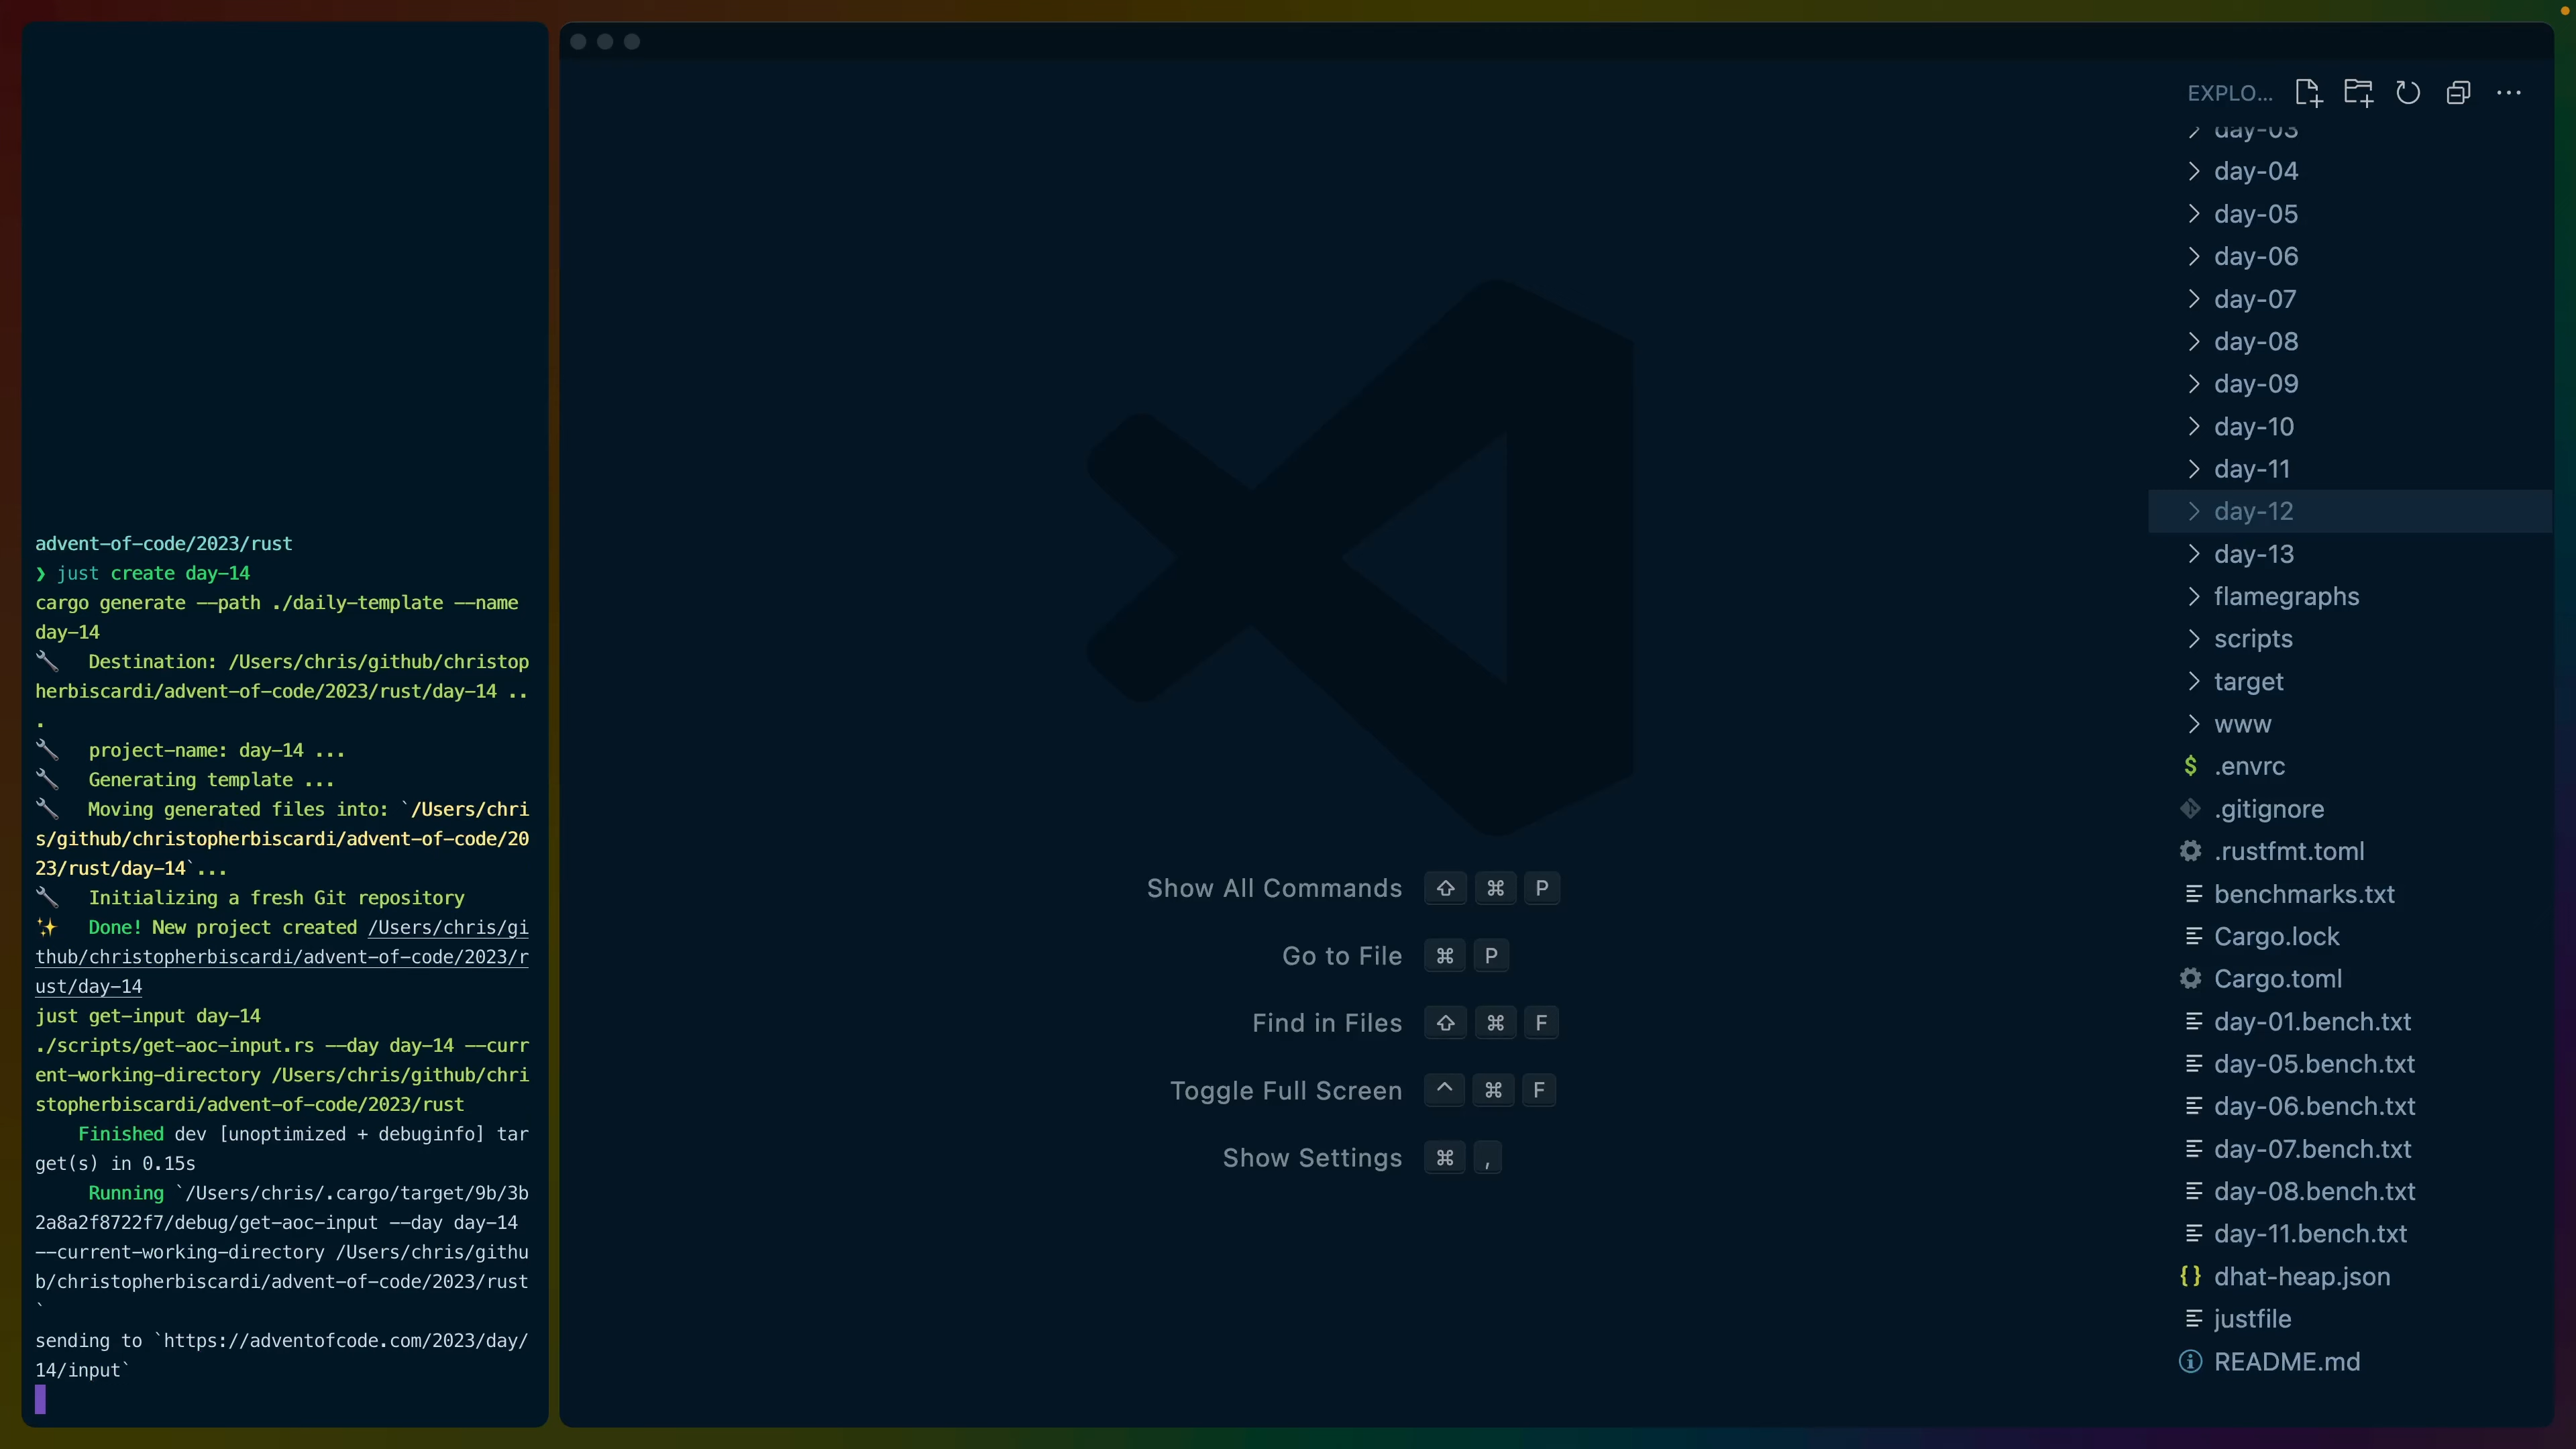 advent-of-code/2023/rust
❯ just create day-14
cargo generate --path ./daily-template --name
day-14
🔧 Destination: /Users/chris/github/christop
herbiscardi/advent-of-code/2023/rust/day-14 ..
.
🔧 project-name: day-14 ...
🔧 Generating template ...
🔧 Moving generated files into: `/Users/chri
s/github/christopherbiscardi/advent-of-code/20
23/rust/day-14`...
🔧 Initializing a fresh Git repository
✨ Done! New project created /Users/chris/gi
thub/christopherbiscardi/advent-of-code/2023/r
ust/day-14
just get-input day-14
./scripts/get-aoc-input.rs --day day-14 --curr
ent-working-directory /Users/chris/github/chri
stopherbiscardi/advent-of-code/2023/rust
Finished dev [unoptimized + debuginfo] tar
get(s) in 0.15s
Running `/Users/chris/.cargo/target/9b/3b
2a8a2f8722f7/debug/get-aoc-input --day day-14
--current-working-directory /Users/chris/githu
b/christopherbiscardi/advent-of-code/2023/rust
`
sending to `https://adventofcode.com/2023/day/
14/input`
Show All Commands ⇧ ⌘ P
Go to File ⌘ P
Find in Files ⇧ ⌘ F
Toggle Full Screen ^ ⌘ F
Show Settings ⌘ ,
EXPLO...
day-03
day-04
day-05
day-06
day-07
day-08
day-09
day-10
day-11
day-12
day-13
flamegraphs
scripts
target
www
.envrc
.gitignore
.rustfmt.toml
benchmarks.txt
Cargo.lock
Cargo.toml
day-01.bench.txt
day-05.bench.txt
day-06.bench.txt
day-07.bench.txt
day-08.bench.txt
day-11.bench.txt
dhat-heap.json
justfile
README.md